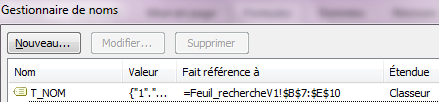 Gestionnaire de noms
Nouveau... Modifier... Supprimer
Nom Valeur Fait référence à Étendue
T_NOM {"1"."... =Feuil_rechercheV1!$B$7:$E$10 Classeur